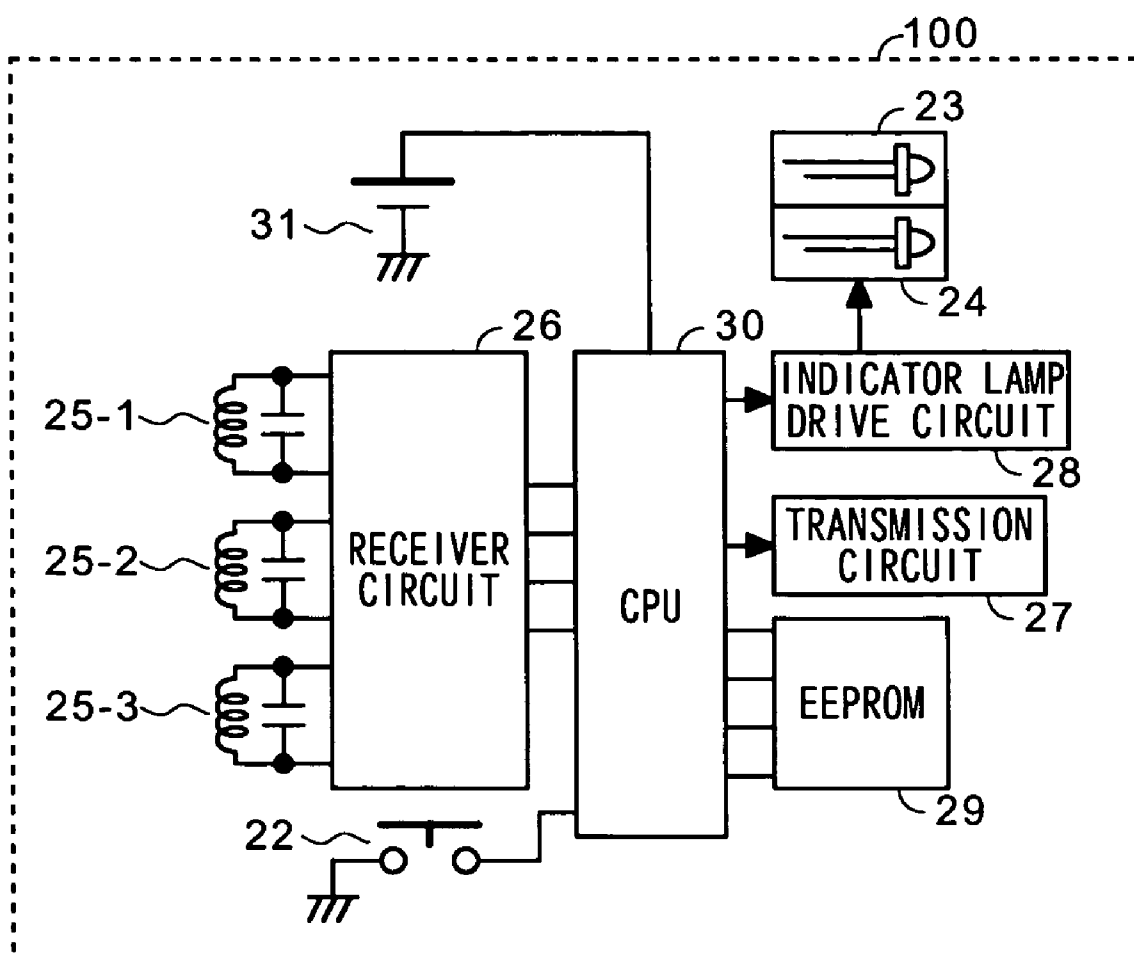 100
23
31
24
26
30
25-1
INDICATOR LAMP
DRIVE CIRCUIT
28
25-2
RECEIVER
CIRCUIT
CPU
TRANSMISSION
CIRCUIT
27
25-3
EEPROM
29
22